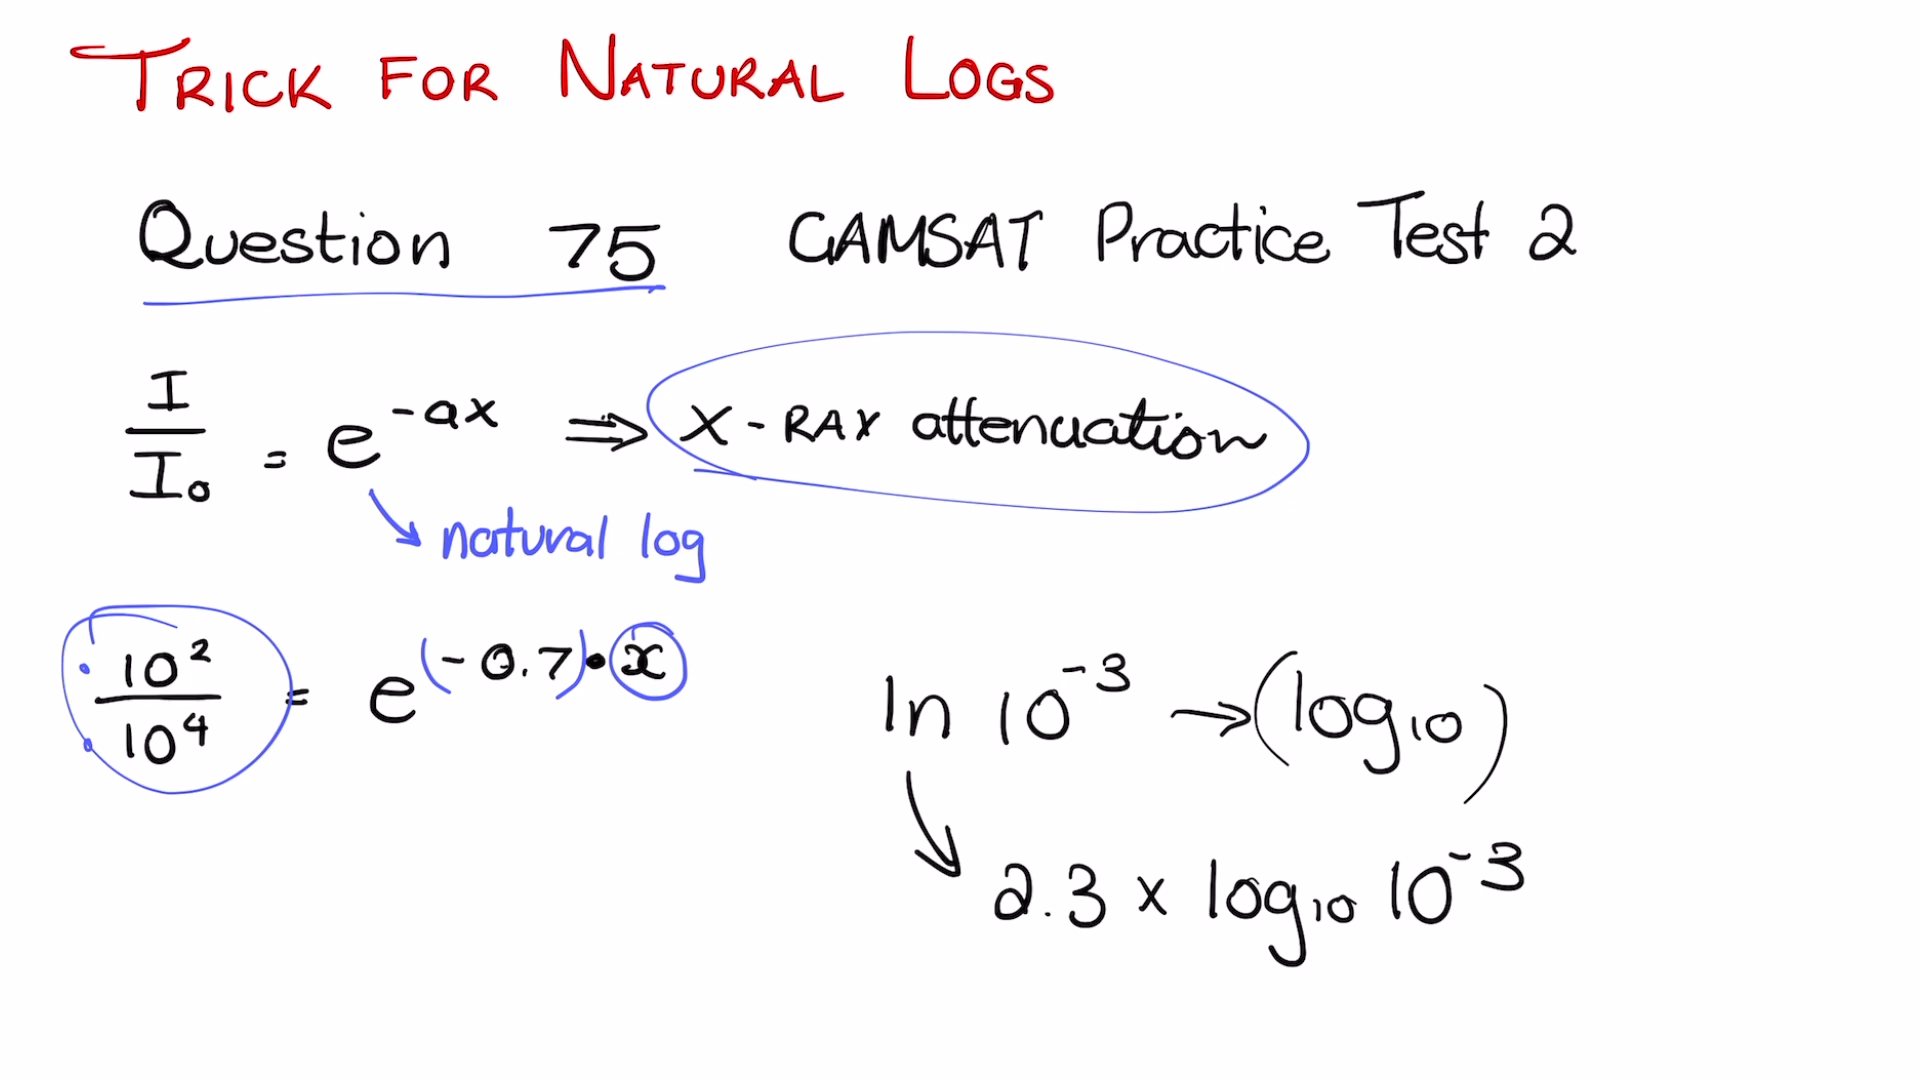 TRICK FOR NATURAL LOGS
Question 75 GAMSAT Practice Test 2
I/I₀ = e^(-ax) ⇒ X-RAY attenuation
↘ natural log
10²/10⁴ = e^((-0.7)•x)
ln 10⁻³ → (log₁₀)
↘ 2.3 x log₁₀ 10⁻³